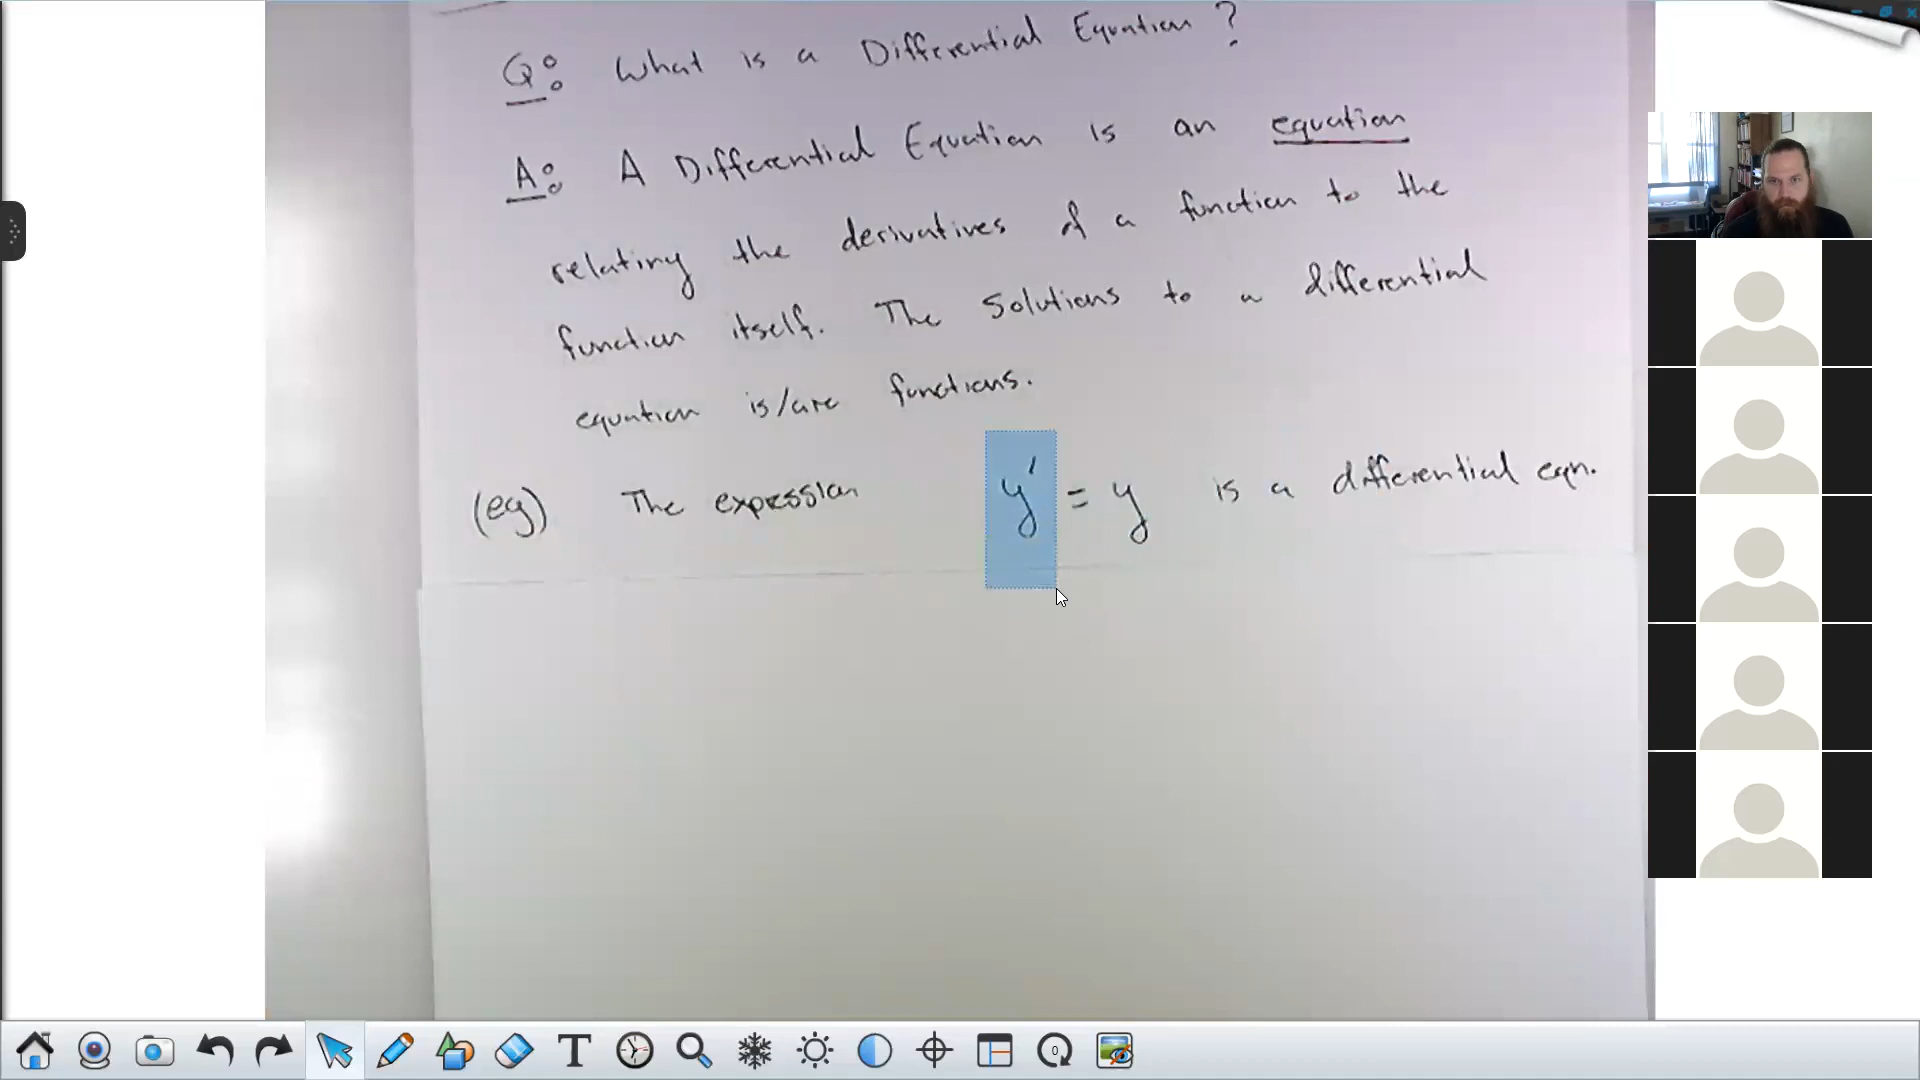 Q: What is a Differential Equation?
A: A Differential Equation is an equation
relating the derivatives of a function to the
function itself. The Solutions to a differential
equation is/are functions.
(eg) The expression y' = y is a differential eqn.
T
0